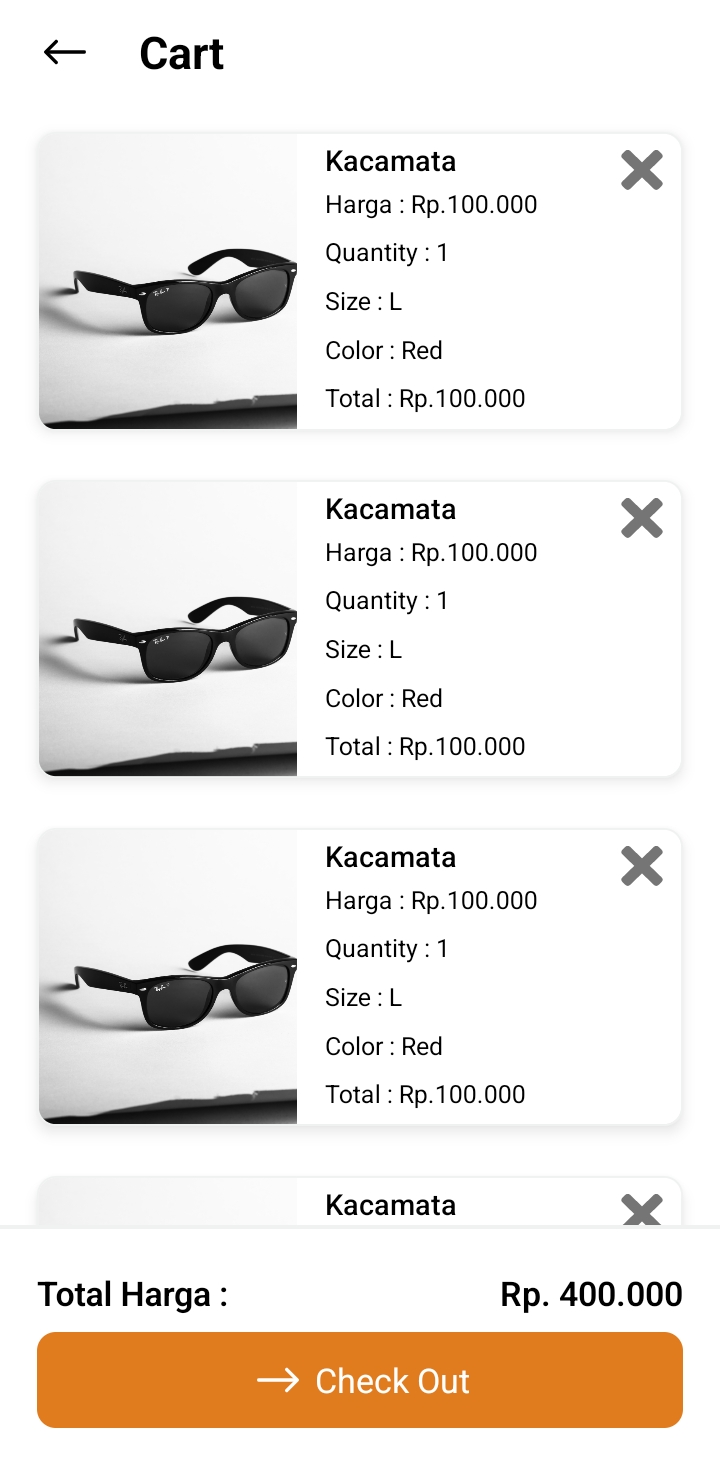 Cart
Kacamata
Harga : Rp.100.000
Quantity : 1
Size : L
Color : Red
Total : Rp.100.000
Kacamata
Harga : Rp.100.000
Quantity : 1
Size : L
Color : Red
Total : Rp.100.000
Kacamata
Harga : Rp.100.000
Quantity : 1
Size : L
Color : Red
Total : Rp.100.000
Kacamata
Total Harga : Rp. 400.000
Check Out